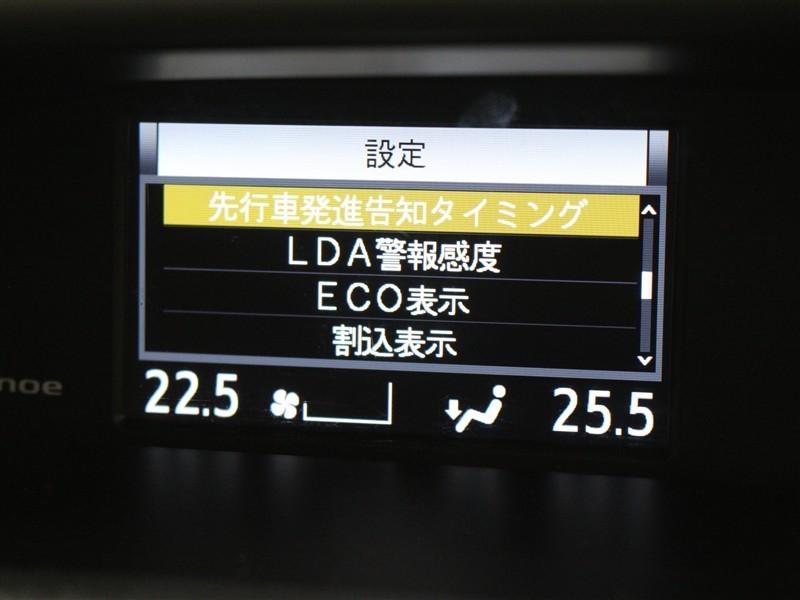 設定
先行車発進告知タイミング
LDA警報感度
ECO表示
割込表示
22.5 25.5